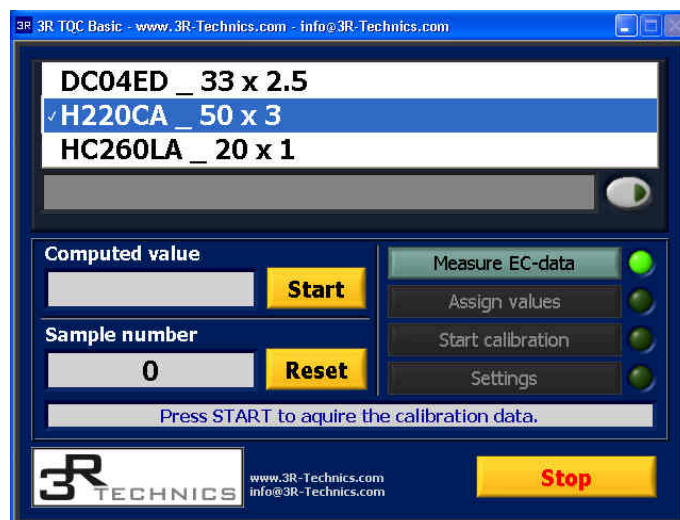 3R 3R TQC Basic - www.3R-Technics.com - info@3R-Technics.com
DC04ED _ 33 x 2.5
✓H220CA _ 50 x 3
HC260LA _ 20 x 1
Computed value
Start
Measure EC-data
Assign values
Sample number
Start calibration
0
Reset
Settings
Press START to aquire the calibration data.
3R TECHNICS
www.3R-Technics.com
info@3R-Technics.com
Stop